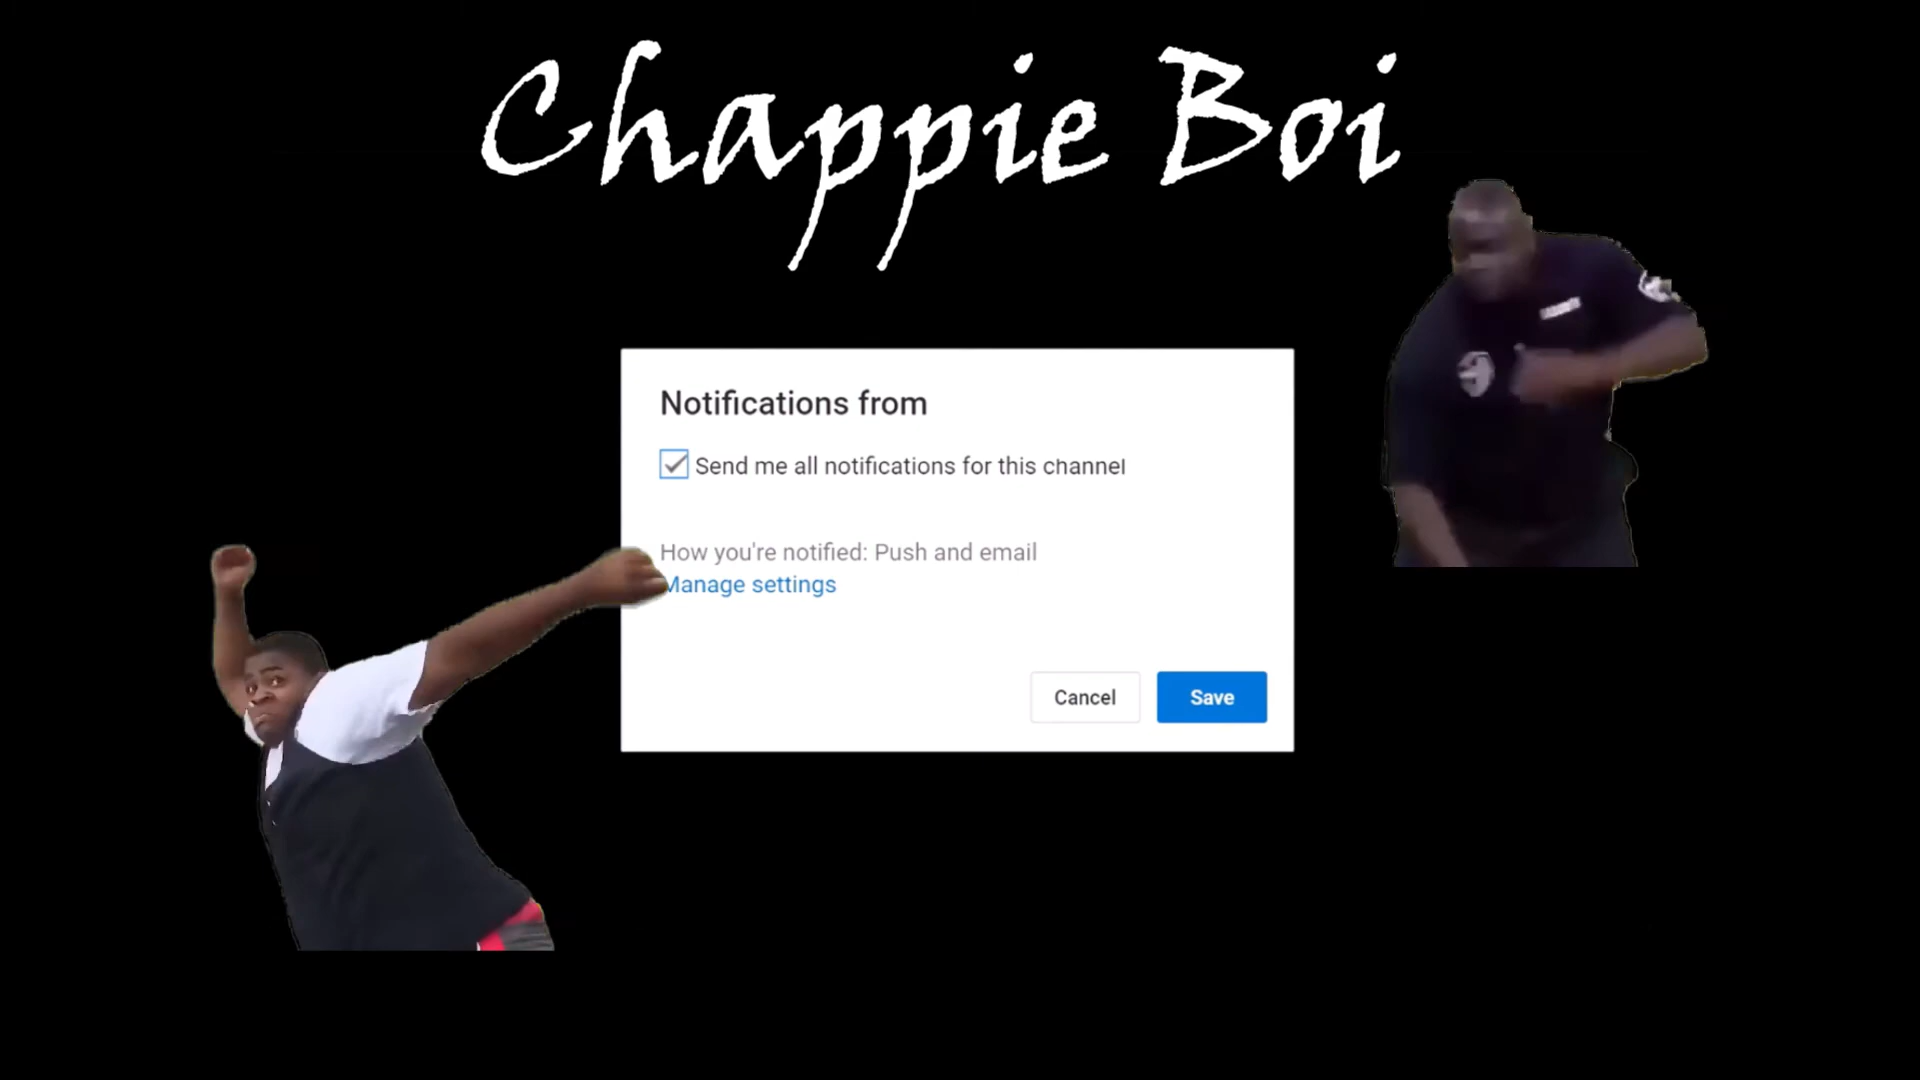 Chappie Boi
Notifications from
Send me all notifications for this channel
How you're notified: Push and email
Manage settings
Cancel
Save